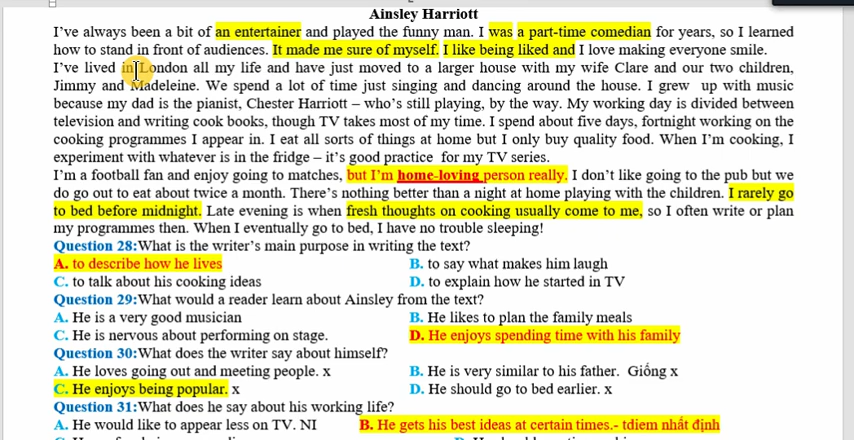 Ainsley Harriott
I've always been a bit of an entertainer and played the funny man. I was a part-time comedian for years, so I learned
how to stand in front of audiences. It made me sure of myself. I like being liked and I love making everyone smile.
I've lived in London all my life and have just moved to a larger house with my wife Clare and our two children,
Jimmy and Madeleine. We spend a lot of time just singing and dancing around the house. I grew up with music
because my dad is the pianist, Chester Harriott – who's still playing, by the way. My working day is divided between
television and writing cook books, though TV takes most of my time. I spend about five days, fortnight working on the
cooking programmes I appear in. I eat all sorts of things at home but I only buy quality food. When I'm cooking, I
experiment with whatever is in the fridge – it's good practice for my TV series.
I'm a football fan and enjoy going to matches, but I'm home-loving person really. I don't like going to the pub but we
do go out to eat about twice a month. There's nothing better than a night at home playing with the children. I rarely go
to bed before midnight. Late evening is when fresh thoughts on cooking usually come to me, so I often write or plan
my programmes then. When I eventually go to bed, I have no trouble sleeping!
Question 28:What is the writer's main purpose in writing the text?
A. to describe how he lives B. to say what makes him laugh
C. to talk about his cooking ideas D. to explain how he started in TV
Question 29:What would a reader learn about Ainsley from the text?
A. He is a very good musician B. He likes to plan the family meals
C. He is nervous about performing on stage. D. He enjoys spending time with his family
Question 30:What does the writer say about himself?
A. He loves going out and meeting people. x B. He is very similar to his father. Giống x
C. He enjoys being popular. x D. He should go to bed earlier. x
Question 31:What does he say about his working life?
A. He would like to appear less on TV. NI B. He gets his best ideas at certain times.- tdiem nhất định